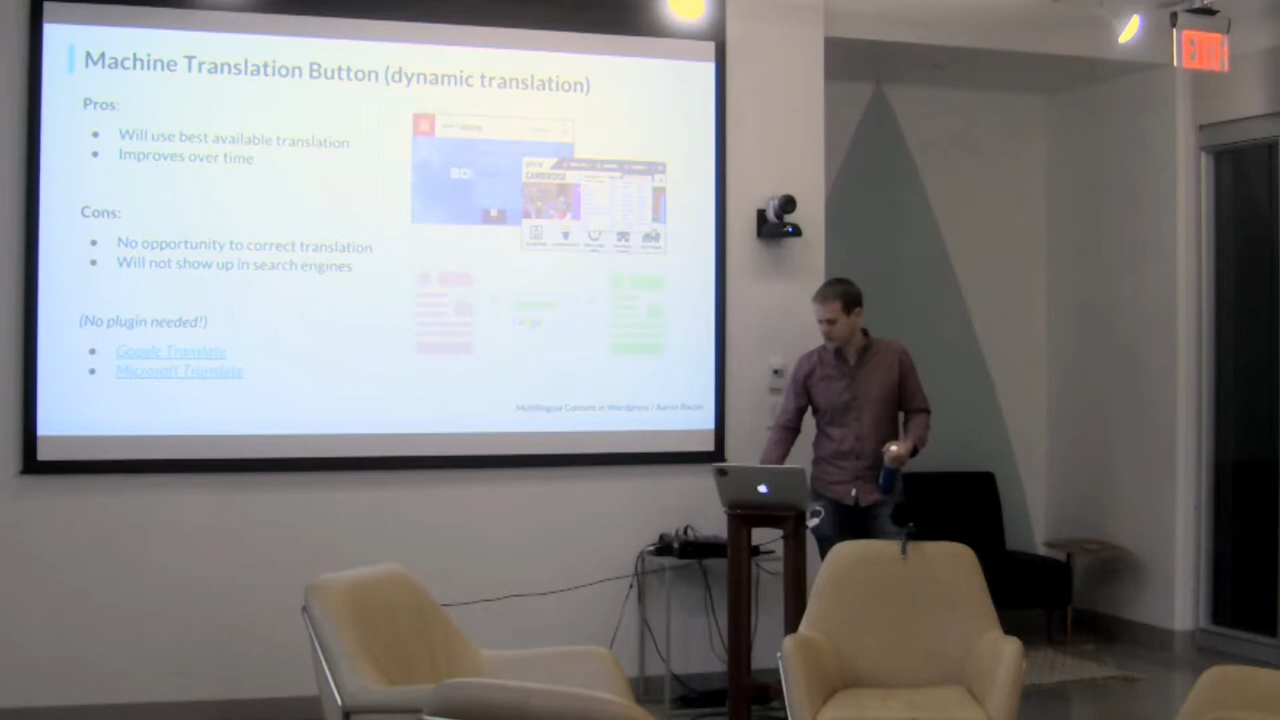 Machine Translation Button (dynamic translation)
Pros:
● Will use best available translation
● Improves over time
Cons:
● No opportunity to correct translation
● Will not show up in search engines
(No plugin needed!)
● Google Translate
● Microsoft Translate
BO
CAMBRIDGE
Multilingual Content in Wordpress / Aaron
EXIT